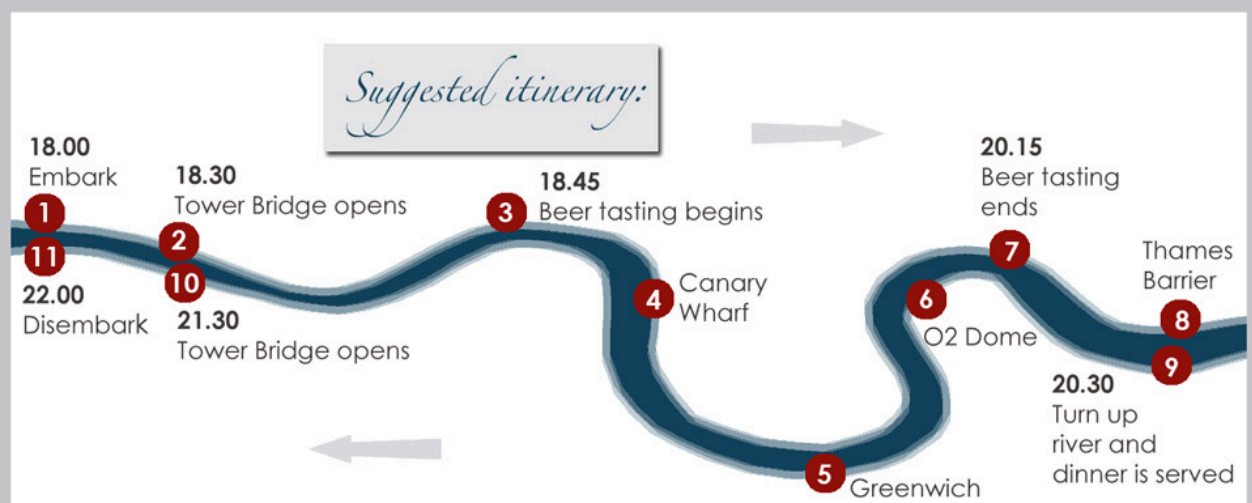 Suggested itinerary:
18.00
Embark
1
11
22.00
Disembark
18.30
Tower Bridge opens
2
10
21.30
Tower Bridge opens
3
18.45
Beer tasting begins
4
Canary
Wharf
5
Greenwich
6
O2 Dome
20.15
Beer tasting
ends
7
Thames
Barrier
8
9
20.30
Turn up
river and
dinner is served